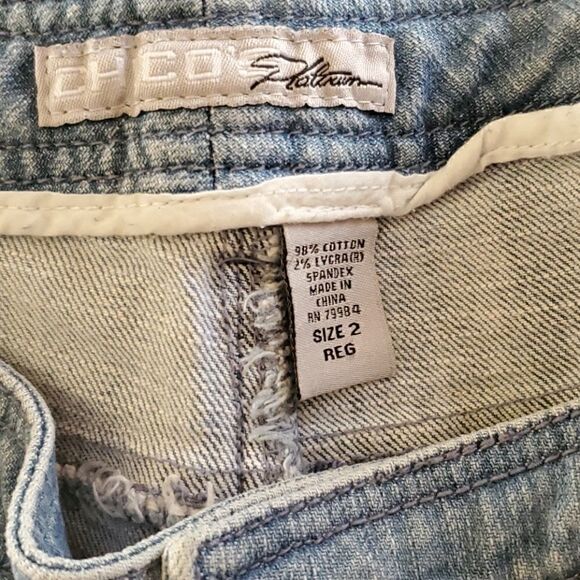 CHICO'S Platinum
98% COTTON
2% LYCRA(R)
SPANDEX
MADE IN
CHINA
RN 79984
SIZE 2
REG